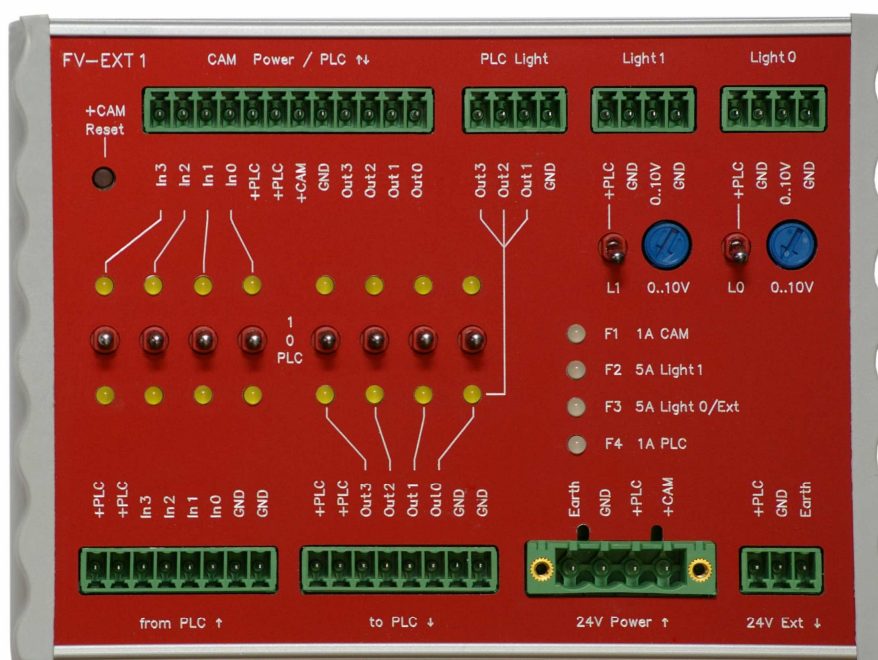 FV-EXT 1
CAM Power / PLC ↑↓
PLC Light
Light 1
Light 0
+CAM
Reset
In3
In2
In1
In0
+PLC
+PLC
+CAM
GND
Out3
Out2
Out1
Out0
Out3
Out2
Out1
GND
+PLC
GND
0..10V
GND
+PLC
GND
0..10V
GND
L1
0..10V
L0
0..10V
1
0
PLC
F1 1A CAM
F2 5A Light 1
F3 5A Light 0/Ext
F4 1A PLC
+PLC
+PLC
In3
In2
In1
In0
GND
GND
+PLC
+PLC
Out3
Out2
Out1
Out0
GND
GND
Earth
GND
+PLC
+CAM
+PLC
GND
Earth
from PLC ↑
to PLC ↓
24V Power ↑
24V Ext ↓